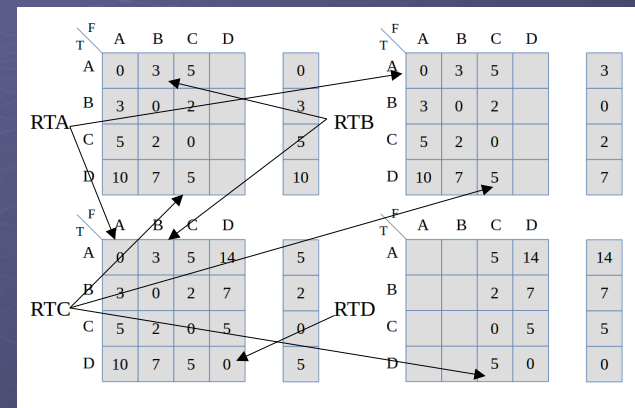 F F
T A B C D T A B C D
A 0 3 5 0 A 0 3 5 3
B 3 0 2 3 B 3 0 2 0
RTA RTB
C 5 2 0 5 C 5 2 0 2
D 10 7 5 10 D 10 7 5 7
F F
T A B C D T A B C D
A 0 3 5 14 5 A 5 14 14
B 3 0 2 7 2 B 2 7 7
RTC RTD
C 5 2 0 5 0 C 0 5 5
D 10 7 5 0 5 D 5 0 0